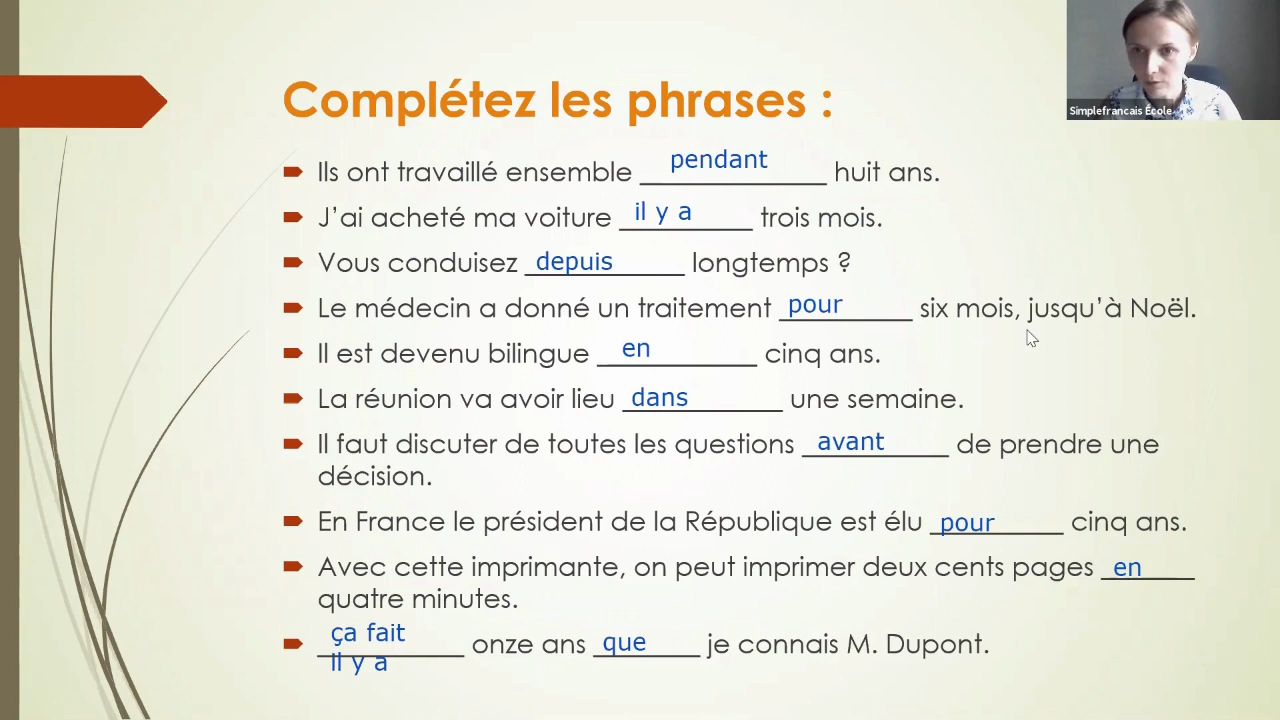 Complétez les phrases :
Simplefrancais École
Ils ont travaillé ensemble pendant huit ans.
J'ai acheté ma voiture il y a trois mois.
Vous conduisez depuis longtemps ?
Le médecin a donné un traitement pour six mois, jusqu'à Noël.
Il est devenu bilingue en cinq ans.
La réunion va avoir lieu dans une semaine.
Il faut discuter de toutes les questions avant de prendre une
décision.
En France le président de la République est élu pour cinq ans.
Avec cette imprimante, on peut imprimer deux cents pages en
quatre minutes.
ça fait onze ans que je connais M. Dupont.
il y a